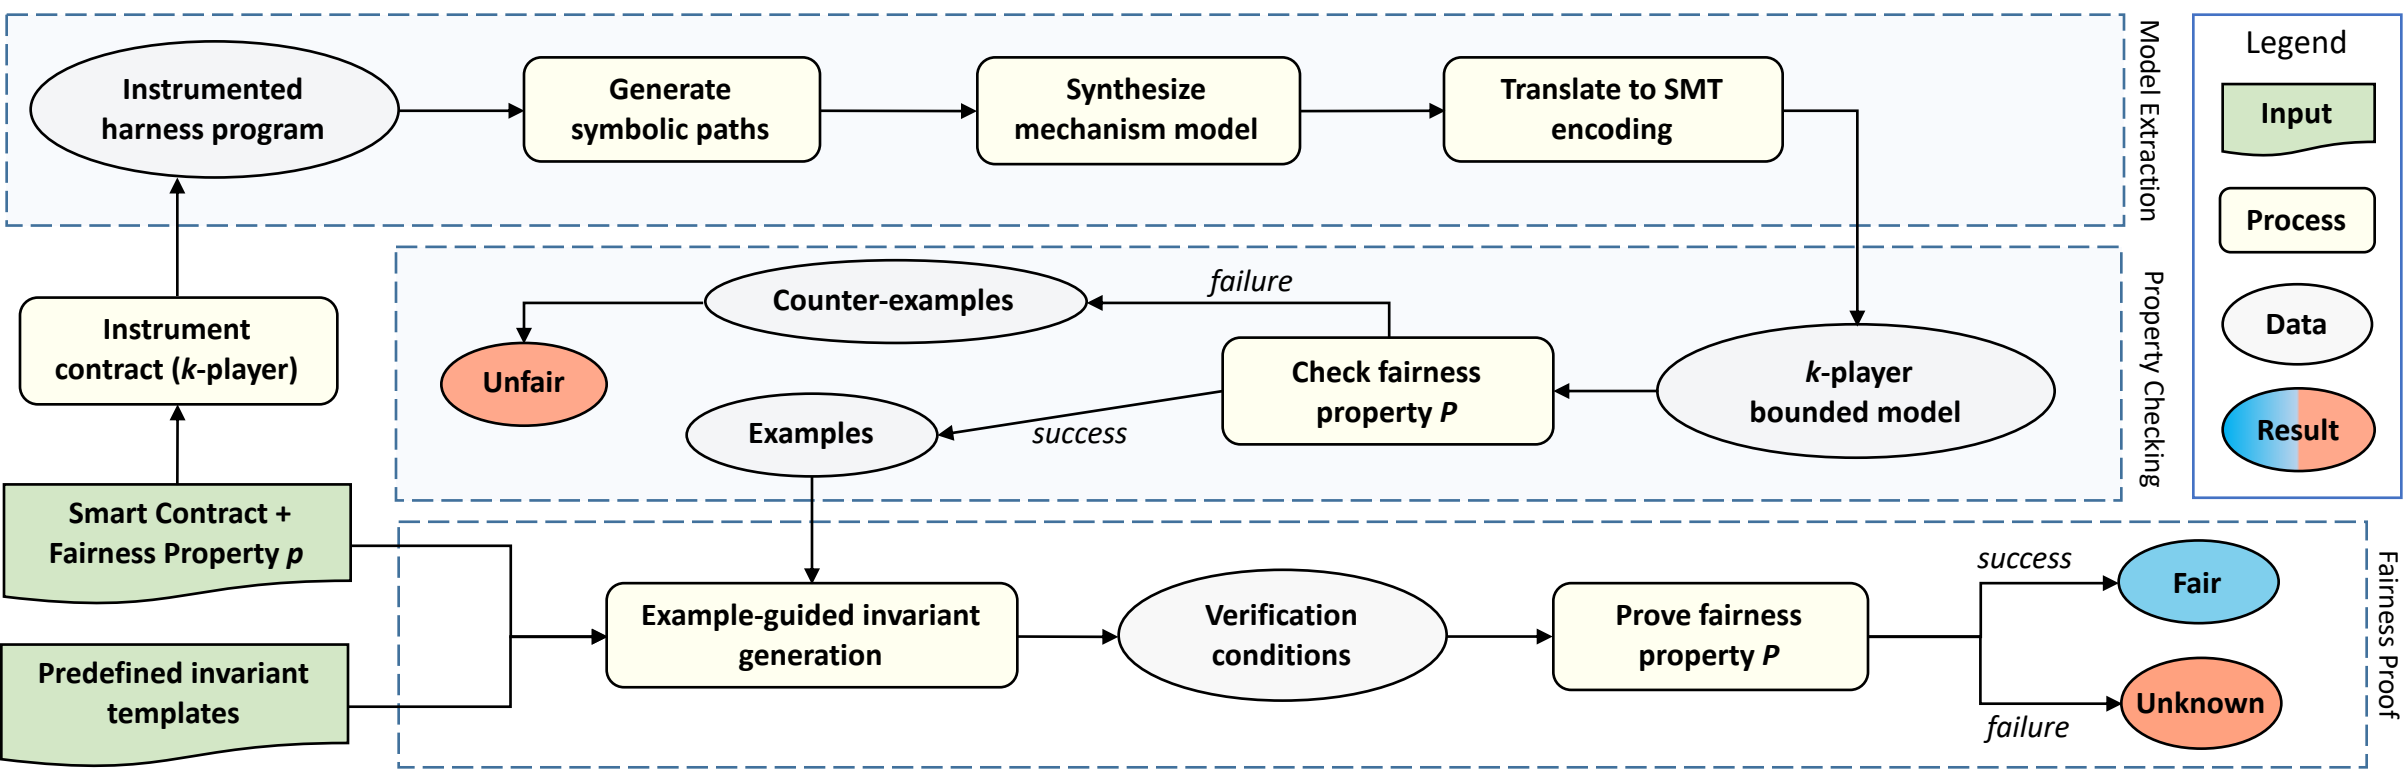 Instrumented
harness program
Generate
symbolic paths
Synthesize
mechanism model
Translate to SMT
encoding
Model Extraction
Legend
Input
Process
Data
Result
Instrument
contract (k-player)
Counter-examples
failure
Unfair
Check fairness
property P
k-player
bounded model
Examples
success
Property Checking
Smart Contract +
Fairness Property p
Predefined invariant
templates
Example-guided invariant
generation
Verification
conditions
Prove fairness
property P
success
Fair
Unknown
failure
Fairness Proof